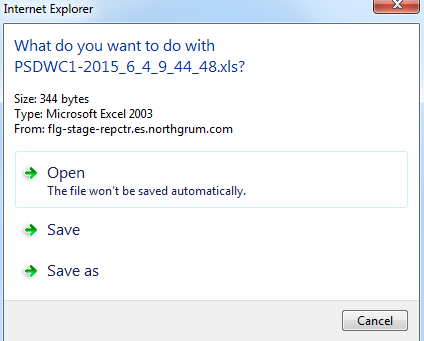 Internet Explorer
What do you want to do with
PSDWC1-2015_6_4_9_44_48.xls?
Size: 344 bytes
Type: Microsoft Excel 2003
From: flg-stage-repctr.es.northgrum.com
Open
The file won't be saved automatically.
Save
Save as
Cancel